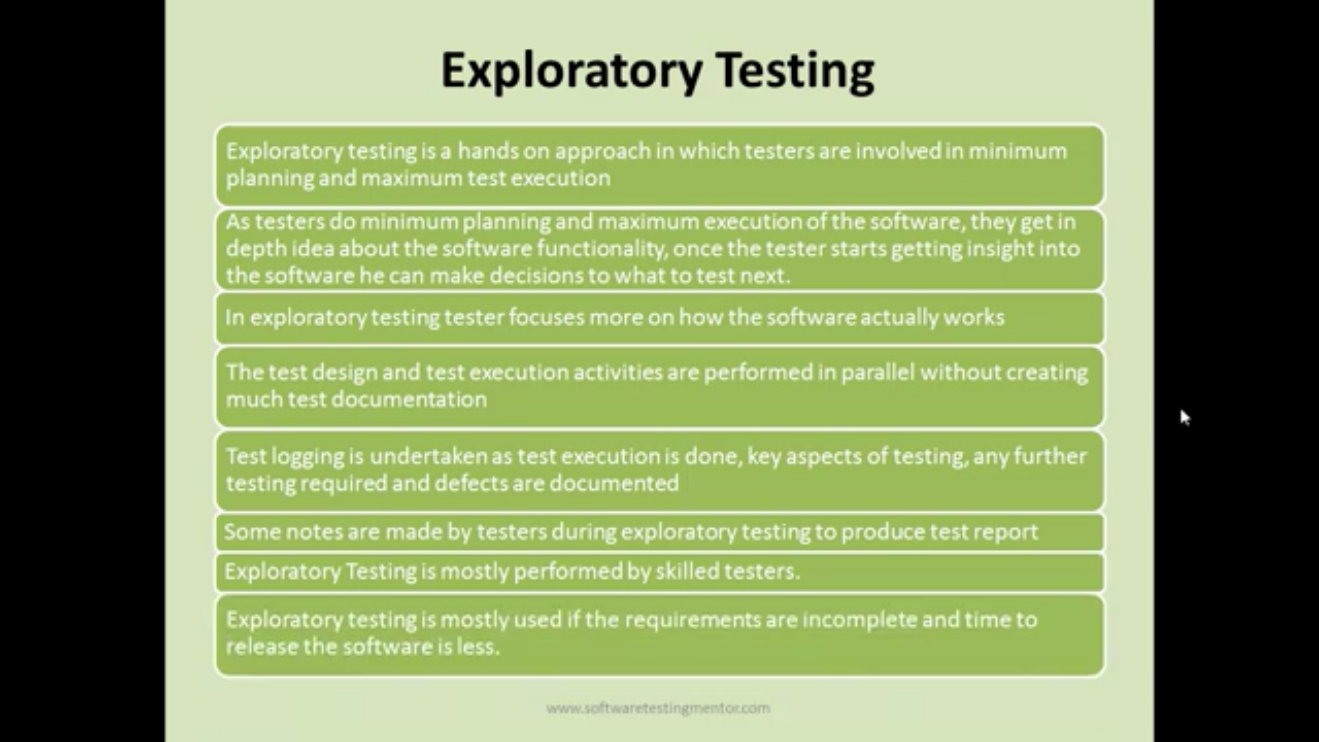 Exploratory Testing
Exploratory testing is a hands on approach in which testers are involved in minimum
planning and maximum test execution
As testers do minimum planning and maximum execution of the software, they get in
depth idea about the software functionality, once the tester starts getting insight into
the software he can make decisions to what to test next.
In exploratory testing tester focuses more on how the software actually works
The test design and test execution activities are performed in parallel without creating
much test documentation
Test logging is undertaken as test execution is done, key aspects of testing, any further
testing required and defects are documented
Some notes are made by testers during exploratory testing to produce test report
Exploratory Testing is mostly performed by skilled testers.
Exploratory testing is mostly used if the requirements are incomplete and time to
release the software is less.
www.softwaretestingmentor.com